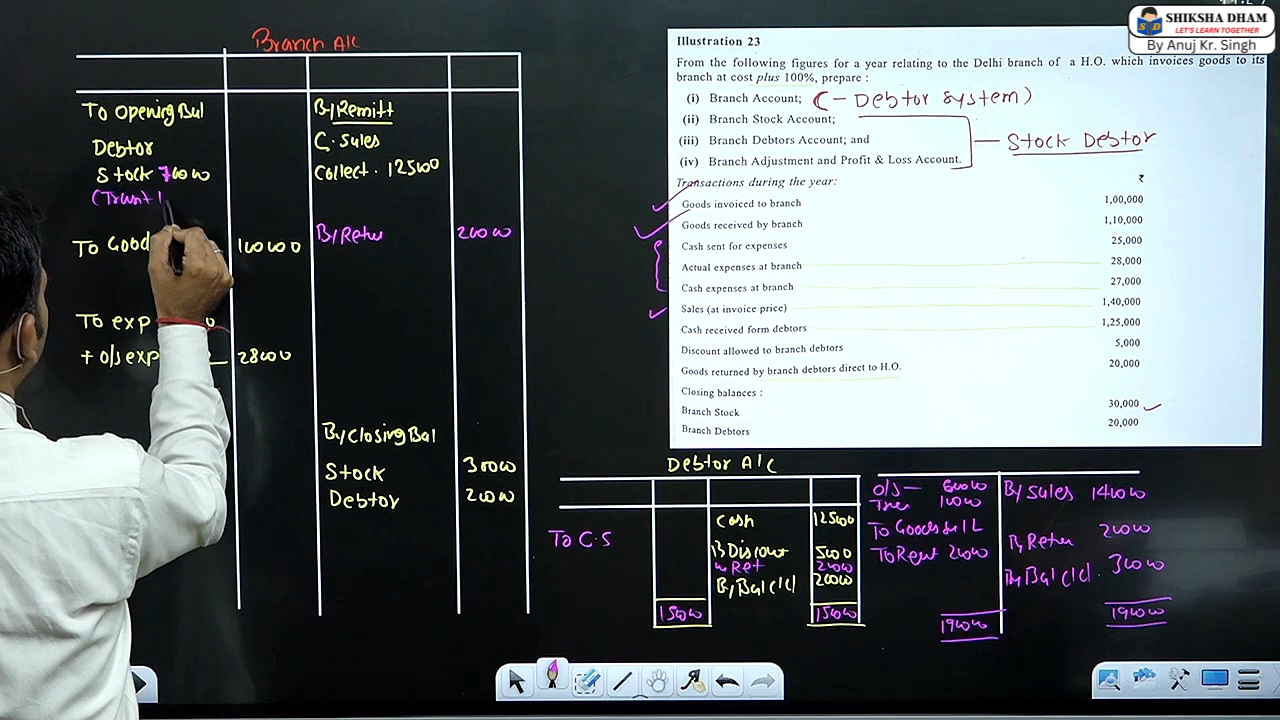 SHIKSHA DHAM
LET'S LEARN TOGETHER
By Anuj Kr. Singh
Branch A/c
To Opening Bal
Debtor
Stock 70000
(Transt 1
To Good 100000
To exp
+ o/s exp 28000
By Remitt
C. Sales
Collect. 125000
By Retu 20000
By Closing Bal
Stock 30000
Debtor 20000
Illustration 23
From the following figures for a year relating to the Delhi branch of a H.O. which invoices goods to its
branch at cost plus 100%, prepare :
(i) Branch Account; (- Debtor system)
(ii) Branch Stock Account;
(iii) Branch Debtors Account; and
(iv) Branch Adjustment and Profit & Loss Account.
Stock Debtor
Transactions during the year: ₹
Goods invoiced to branch 1,00,000
Goods received by branch 1,10,000
Cash sent for expenses 25,000
Actual expenses at branch 28,000
Cash expenses at branch 27,000
Sales (at invoice price) 1,40,000
Cash received form debtors 1,25,000
Discount allowed to branch debtors 5,000
Goods returned by branch debtors direct to H.O. 20,000
Closing balances :
Branch Stock 30,000
Branch Debtors 20,000
Debtor A/c
To C.S
Cash 125000
By Discount 5000
Ret 20000
By Bal c/d 20000
O/S —
To Goods
To Retu 20000
190000
By Sales 140000
By Retu 20000
By Bal c/d. 30000
190000